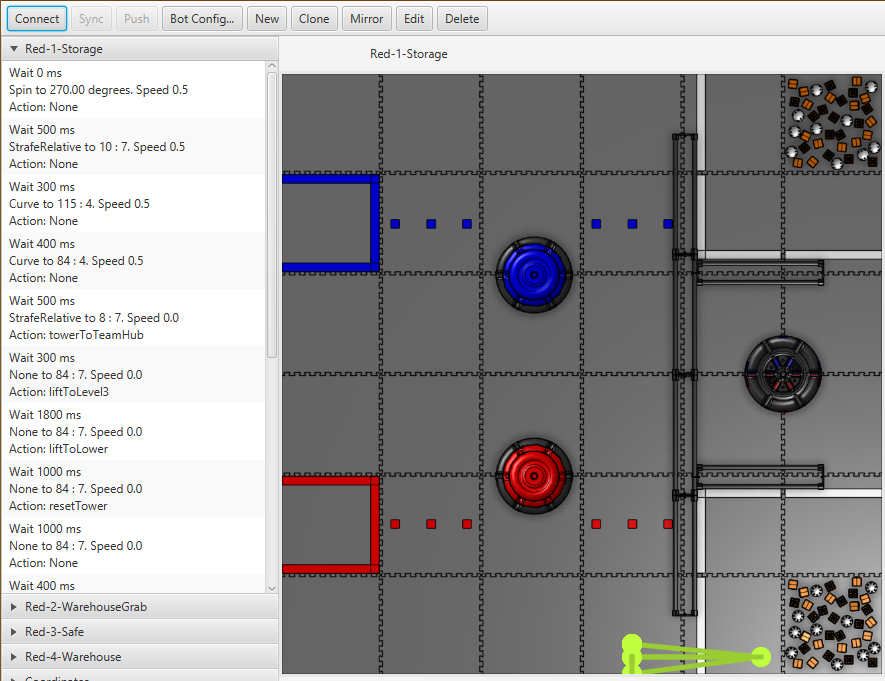 Connect Sync Push Bot Config... New Clone Mirror Edit Delete
Red-1-Storage
Red-1-Storage
Wait 0 ms
Spin to 270.00 degrees. Speed 0.5
Action: None
Wait 500 ms
StrafeRelative to 10 : 7. Speed 0.5
Action: None
Wait 300 ms
Curve to 115 : 4. Speed 0.5
Action: None
Wait 400 ms
Curve to 84 : 4. Speed 0.5
Action: None
Wait 500 ms
StrafeRelative to 8 : 7. Speed 0.0
Action: towerToTeamHub
Wait 300 ms
None to 84 : 7. Speed 0.0
Action: liftToLevel3
Wait 1800 ms
None to 84 : 7. Speed 0.0
Action: liftToLower
Wait 1000 ms
None to 84 : 7. Speed 0.0
Action: resetTower
Wait 1000 ms
None to 84 : 7. Speed 0.0
Action: None
Wait 400 ms
Red-2-WarehouseGrab
Red-3-Safe
Red-4-Warehouse
Coordinates